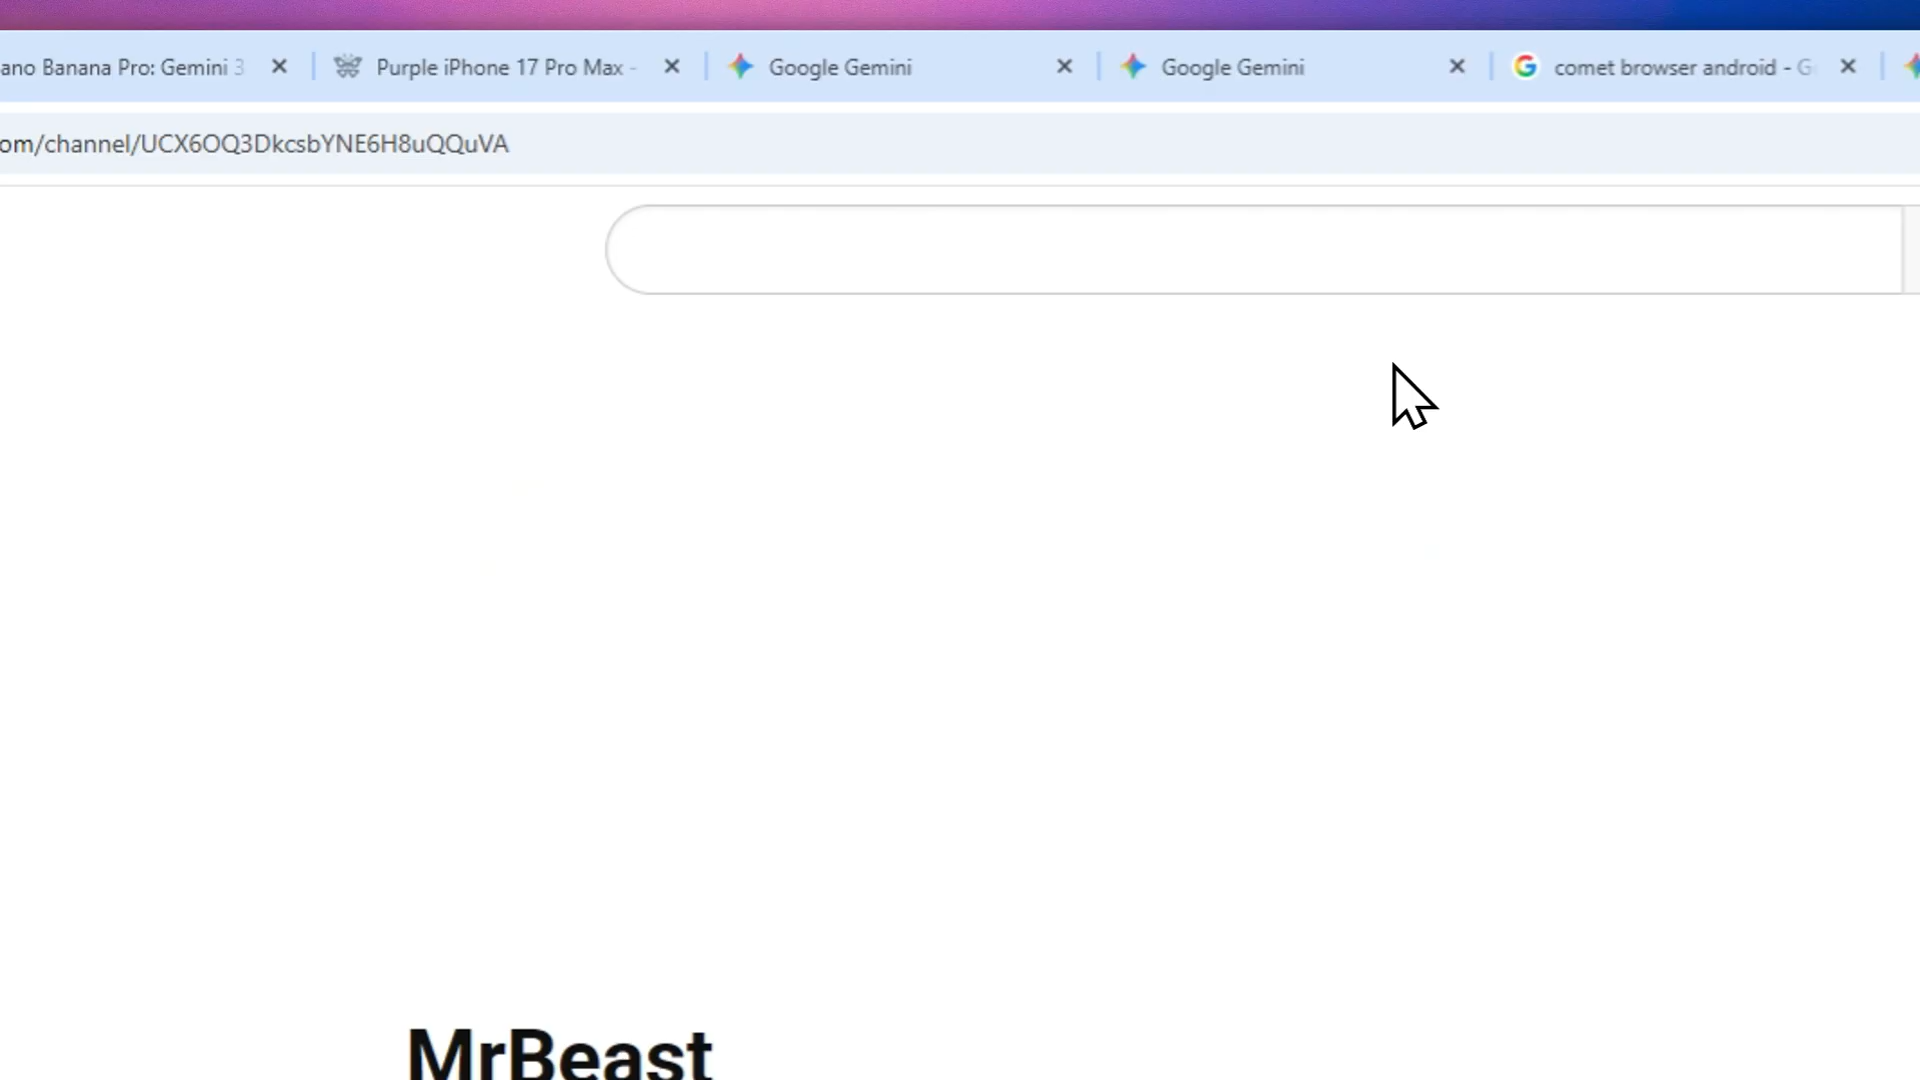 ano Banana Pro: Gemini 3
Purple iPhone 17 Pro Max -
Google Gemini
Google Gemini
comet browser android - G
om/channel/UCX6OQ3DkcsbYNE6H8uQQuVA
MrBeast